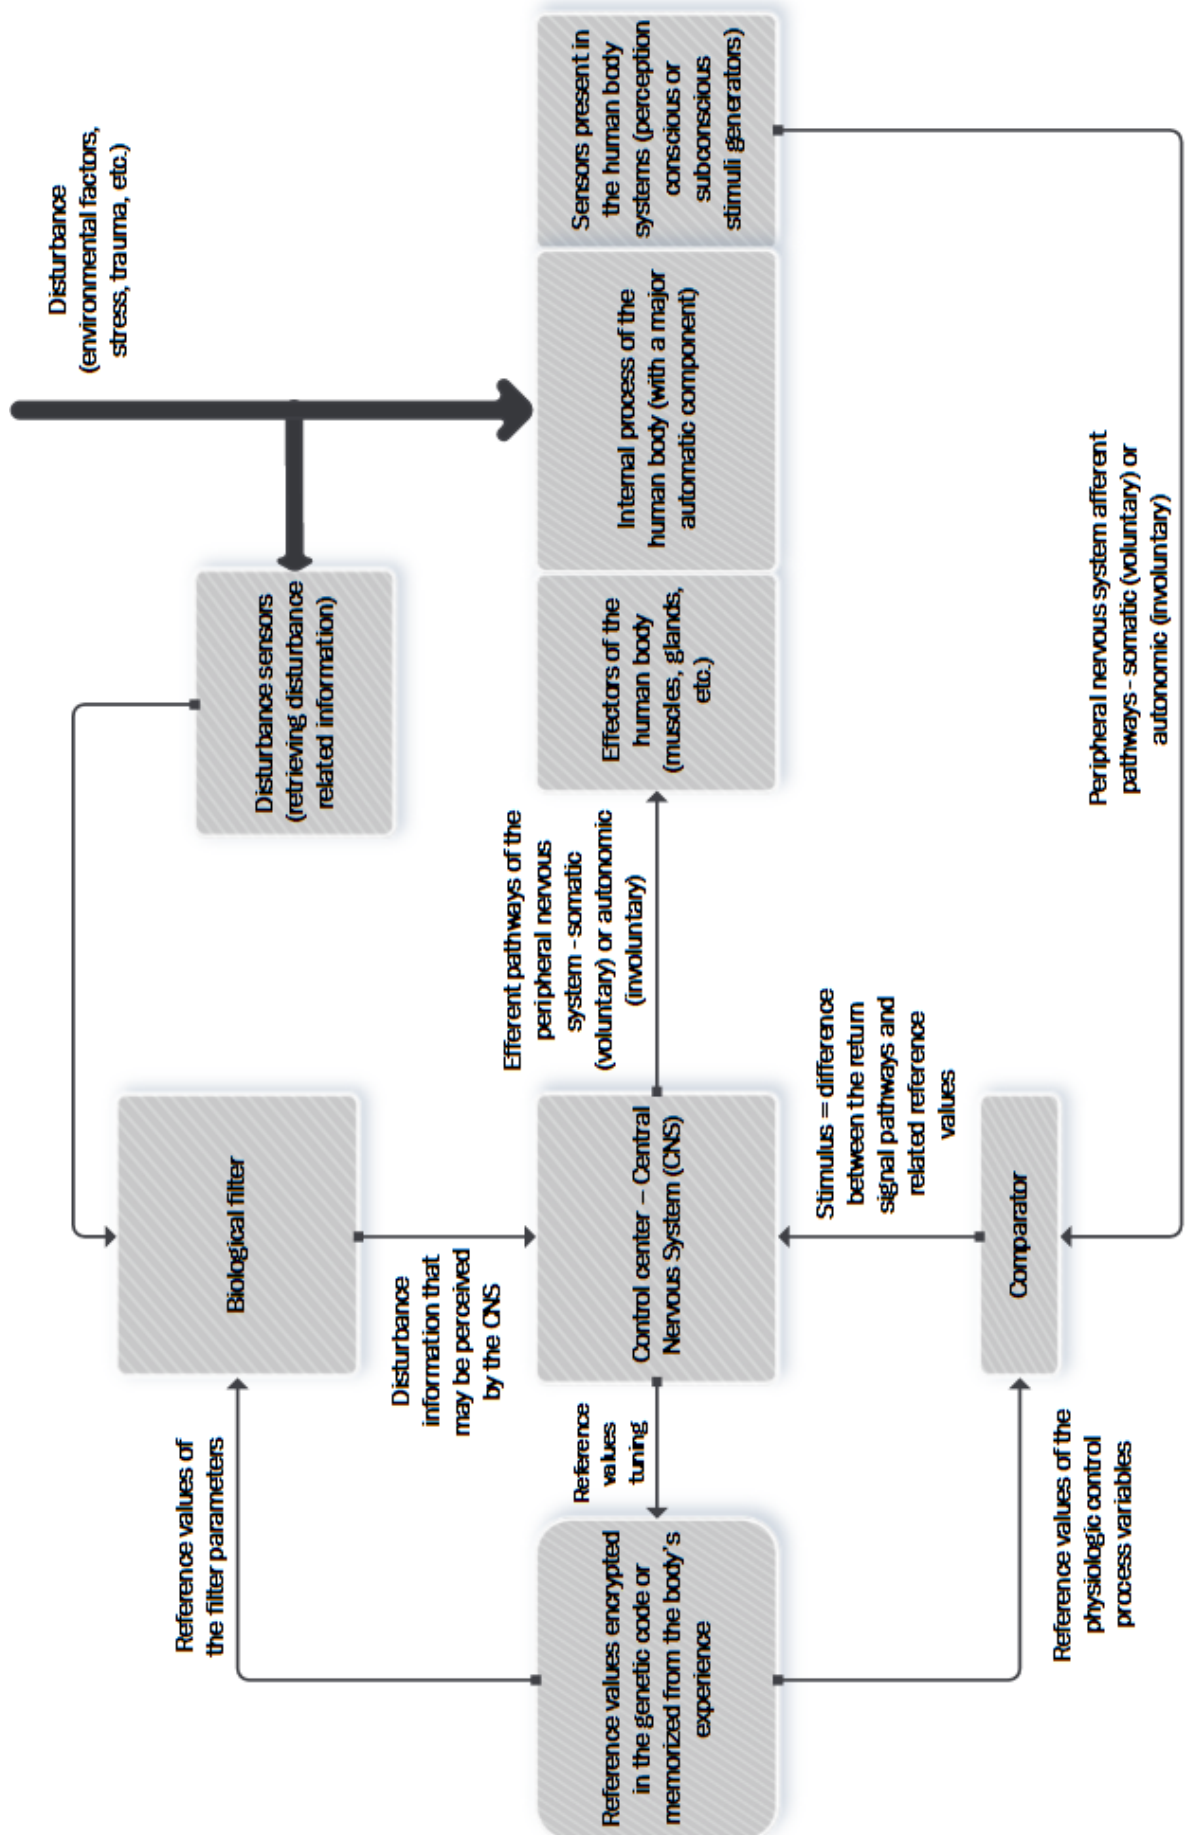 Disturbance
(environmental factors,
stress, trauma, etc.)
Disturbance sensors
(retrieving disturbance
related information)
Biological filter
Reference values of
the filter parameters
Disturbance
information that
may be perceived
by the CNS
Reference values encrypted
in the genetic code or
memorized from the body's
experience
Reference
values
tuning
Control center – Central
Nervous System (CNS)
Efferent pathways of the
peripheral nervous
system - somatic
(voluntary) or autonomic
(involuntary)
Effectors of the
human body
(muscles, glands,
etc.)
Internal process of the
human body (with a major
automatic component)
Sensors present in
the human body
systems (perception
conscious or
subconscious
stimuli generators)
Stimulus = difference
between the return
signal pathways and
related reference
values
Reference values of the
physiologic control
process variables
Comparator
Peripheral nervous system afferent
pathways - somatic (voluntary) or
autonomic (involuntary)